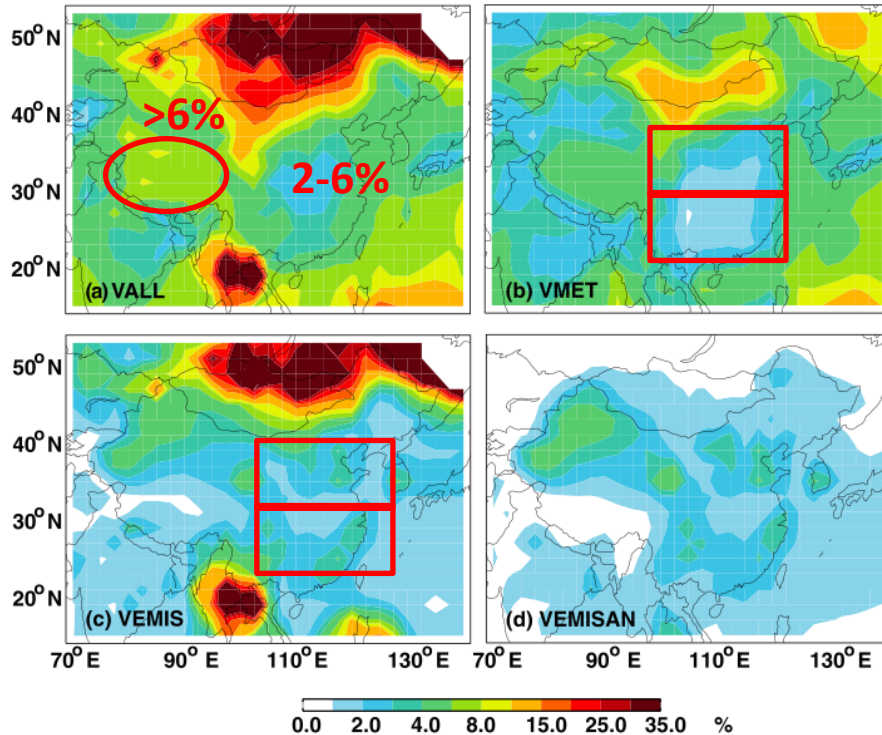 50° N
40° N
30° N
20° N
>6%
2-6%
(a) VALL
(b) VMET
50° N
40° N
30° N
20° N
(c) VEMIS
(d) VEMISAN
70° E 90° E 110° E 130° E 70° E 90° E 110° E 130° E
0.0 2.0 4.0 8.0 15.0 25.0 35.0 %